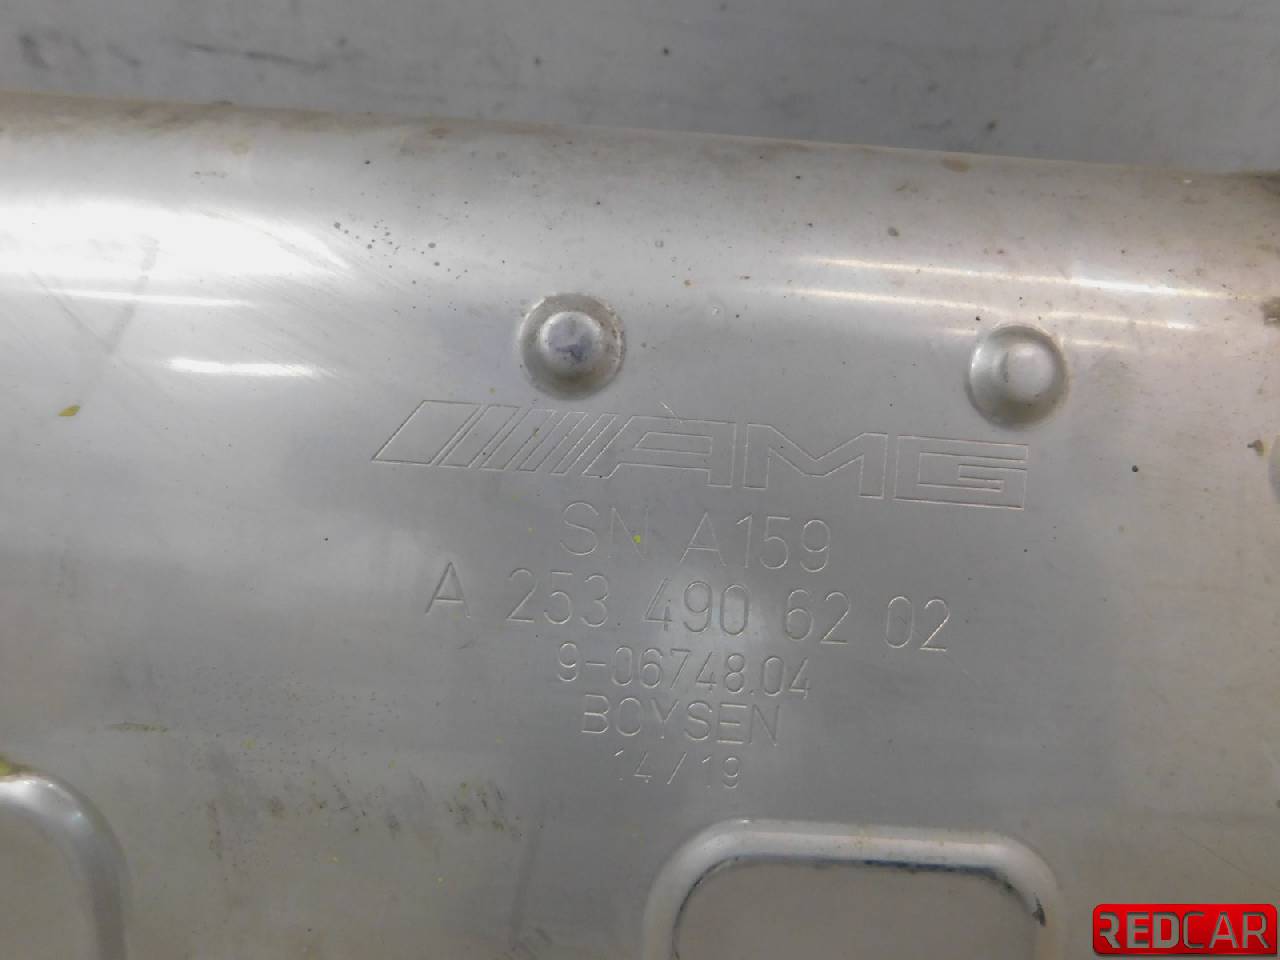 AMG
SN A159
A 253 490 62 02
9-06748.04
BOYSEN
14/19
REDCAR